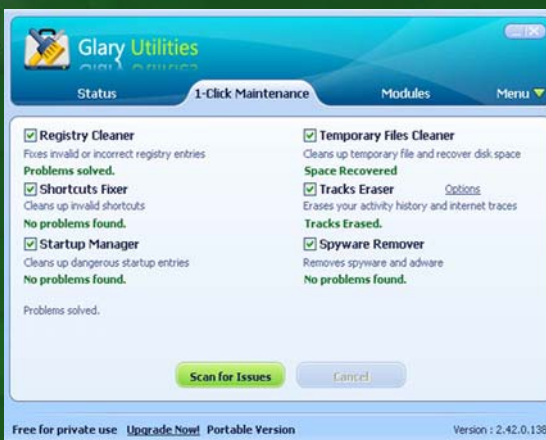 Glary Utilities
Status 1-Click Maintenance Modules Menu
Registry Cleaner
Fixes invalid or incorrect registry entries
Problems solved.
Shortcuts Fixer
Cleans up invalid shortcuts
No problems found.
Startup Manager
Cleans up dangerous startup entries
No problems found.
Temporary Files Cleaner
Cleans up temporary file and recover disk space
Space Recovered
Tracks Eraser Options
Erases your activity history and internet traces
Tracks Erased.
Spyware Remover
Removes spyware and adware
No problems found.
Problems solved.
Scan for Issues Cancel
Free for private use Upgrade Now! Portable Version Version : 2.42.0.138